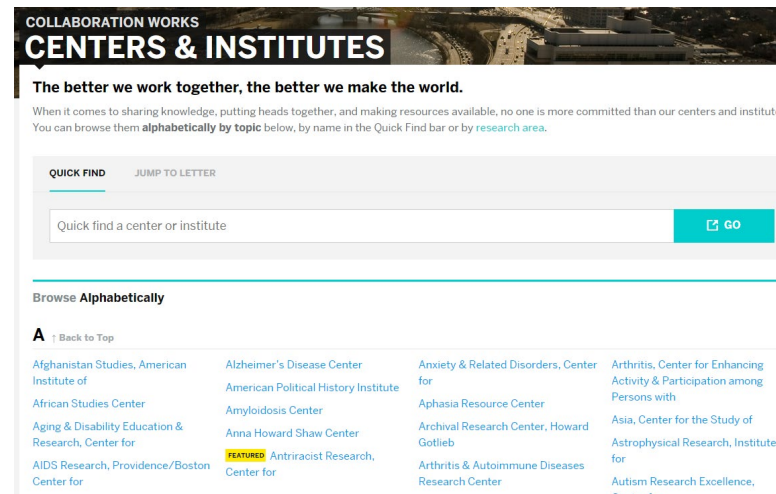 COLLABORATION WORKS
CENTERS & INSTITUTES
The better we work together, the better we make the world.
When it comes to sharing knowledge, putting heads together, and making resources available, no one is more committed than our centers and institut
You can browse them alphabetically by topic below, by name in the Quick Find bar or by research area.
QUICK FIND JUMP TO LETTER
Quick find a center or institute
GO
Browse Alphabetically
A ↑ Back to Top
Afghanistan Studies, American
Institute of
African Studies Center
Aging & Disability Education &
Research, Center for
AIDS Research, Providence/Boston
Center for
Alzheimer's Disease Center
American Political History Institute
Amyloidosis Center
Anna Howard Shaw Center
FEATURED Antriracist Research,
Center for
Anxiety & Related Disorders, Center
for
Aphasia Resource Center
Archival Research Center, Howard
Gotlieb
Arthritis & Autoimmune Diseases
Research Center
Arthritis, Center for Enhancing
Activity & Participation among
Persons with
Asia, Center for the Study of
Astrophysical Research, Institute
for
Autism Research Excellence,